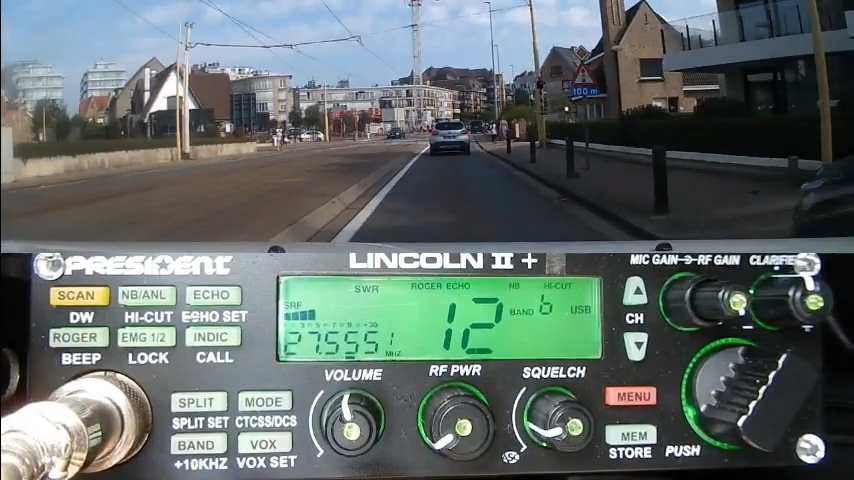 100 m
PRESIDENT
LINCOLN II +
MIC GAIN RF GAIN CLARIFIER
SCAN NB/ANL ECHO
DW HI-CUT ECHO SET
ROGER EMG 1/2 INDIC
BEEP LOCK CALL
SWR ROGER ECHO NB HI-CUT
SRF
12 BAND b USB
27.555.1 MHZ
CH
VOLUME RF PWR SQUELCH
SPLIT MODE
SPLIT SET CTCSS/DCS
BAND VOX
+10KHz VOX SET
ASC
MENU
MEM
STORE PUSH